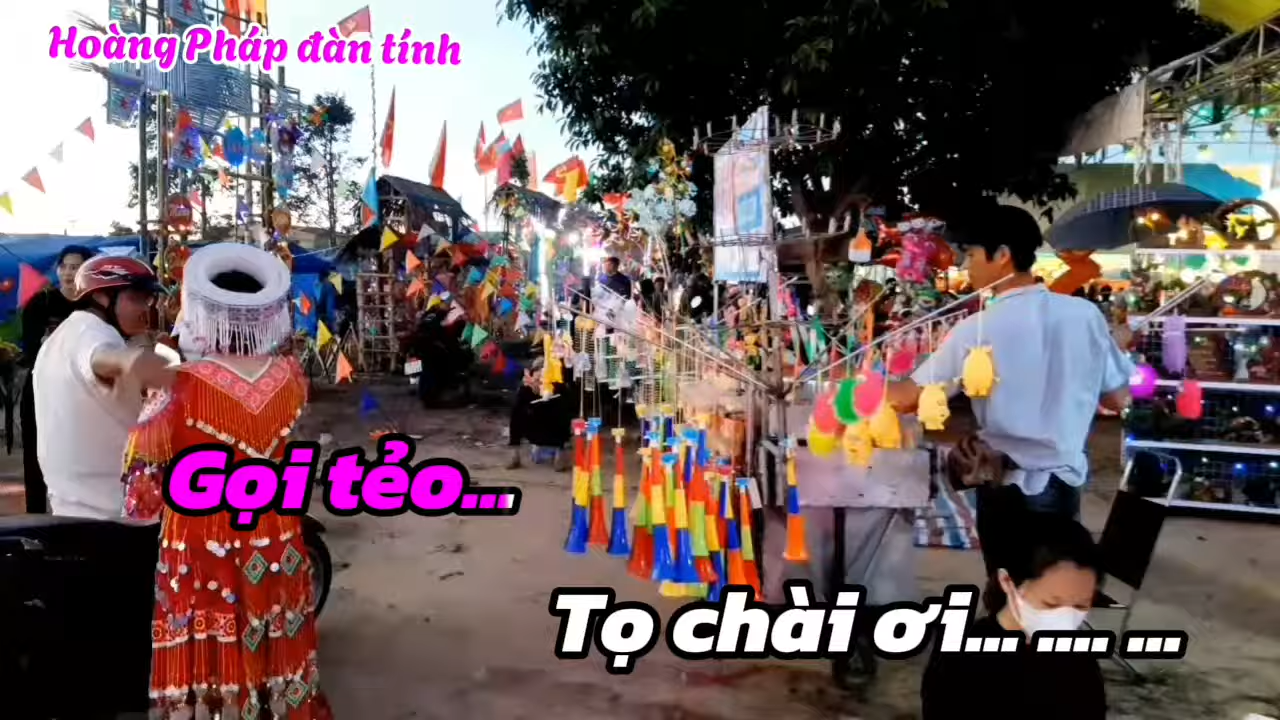 Hoàng Pháp đàn tính
Gọi tẻo...
Tọ chài ơi... .... ...